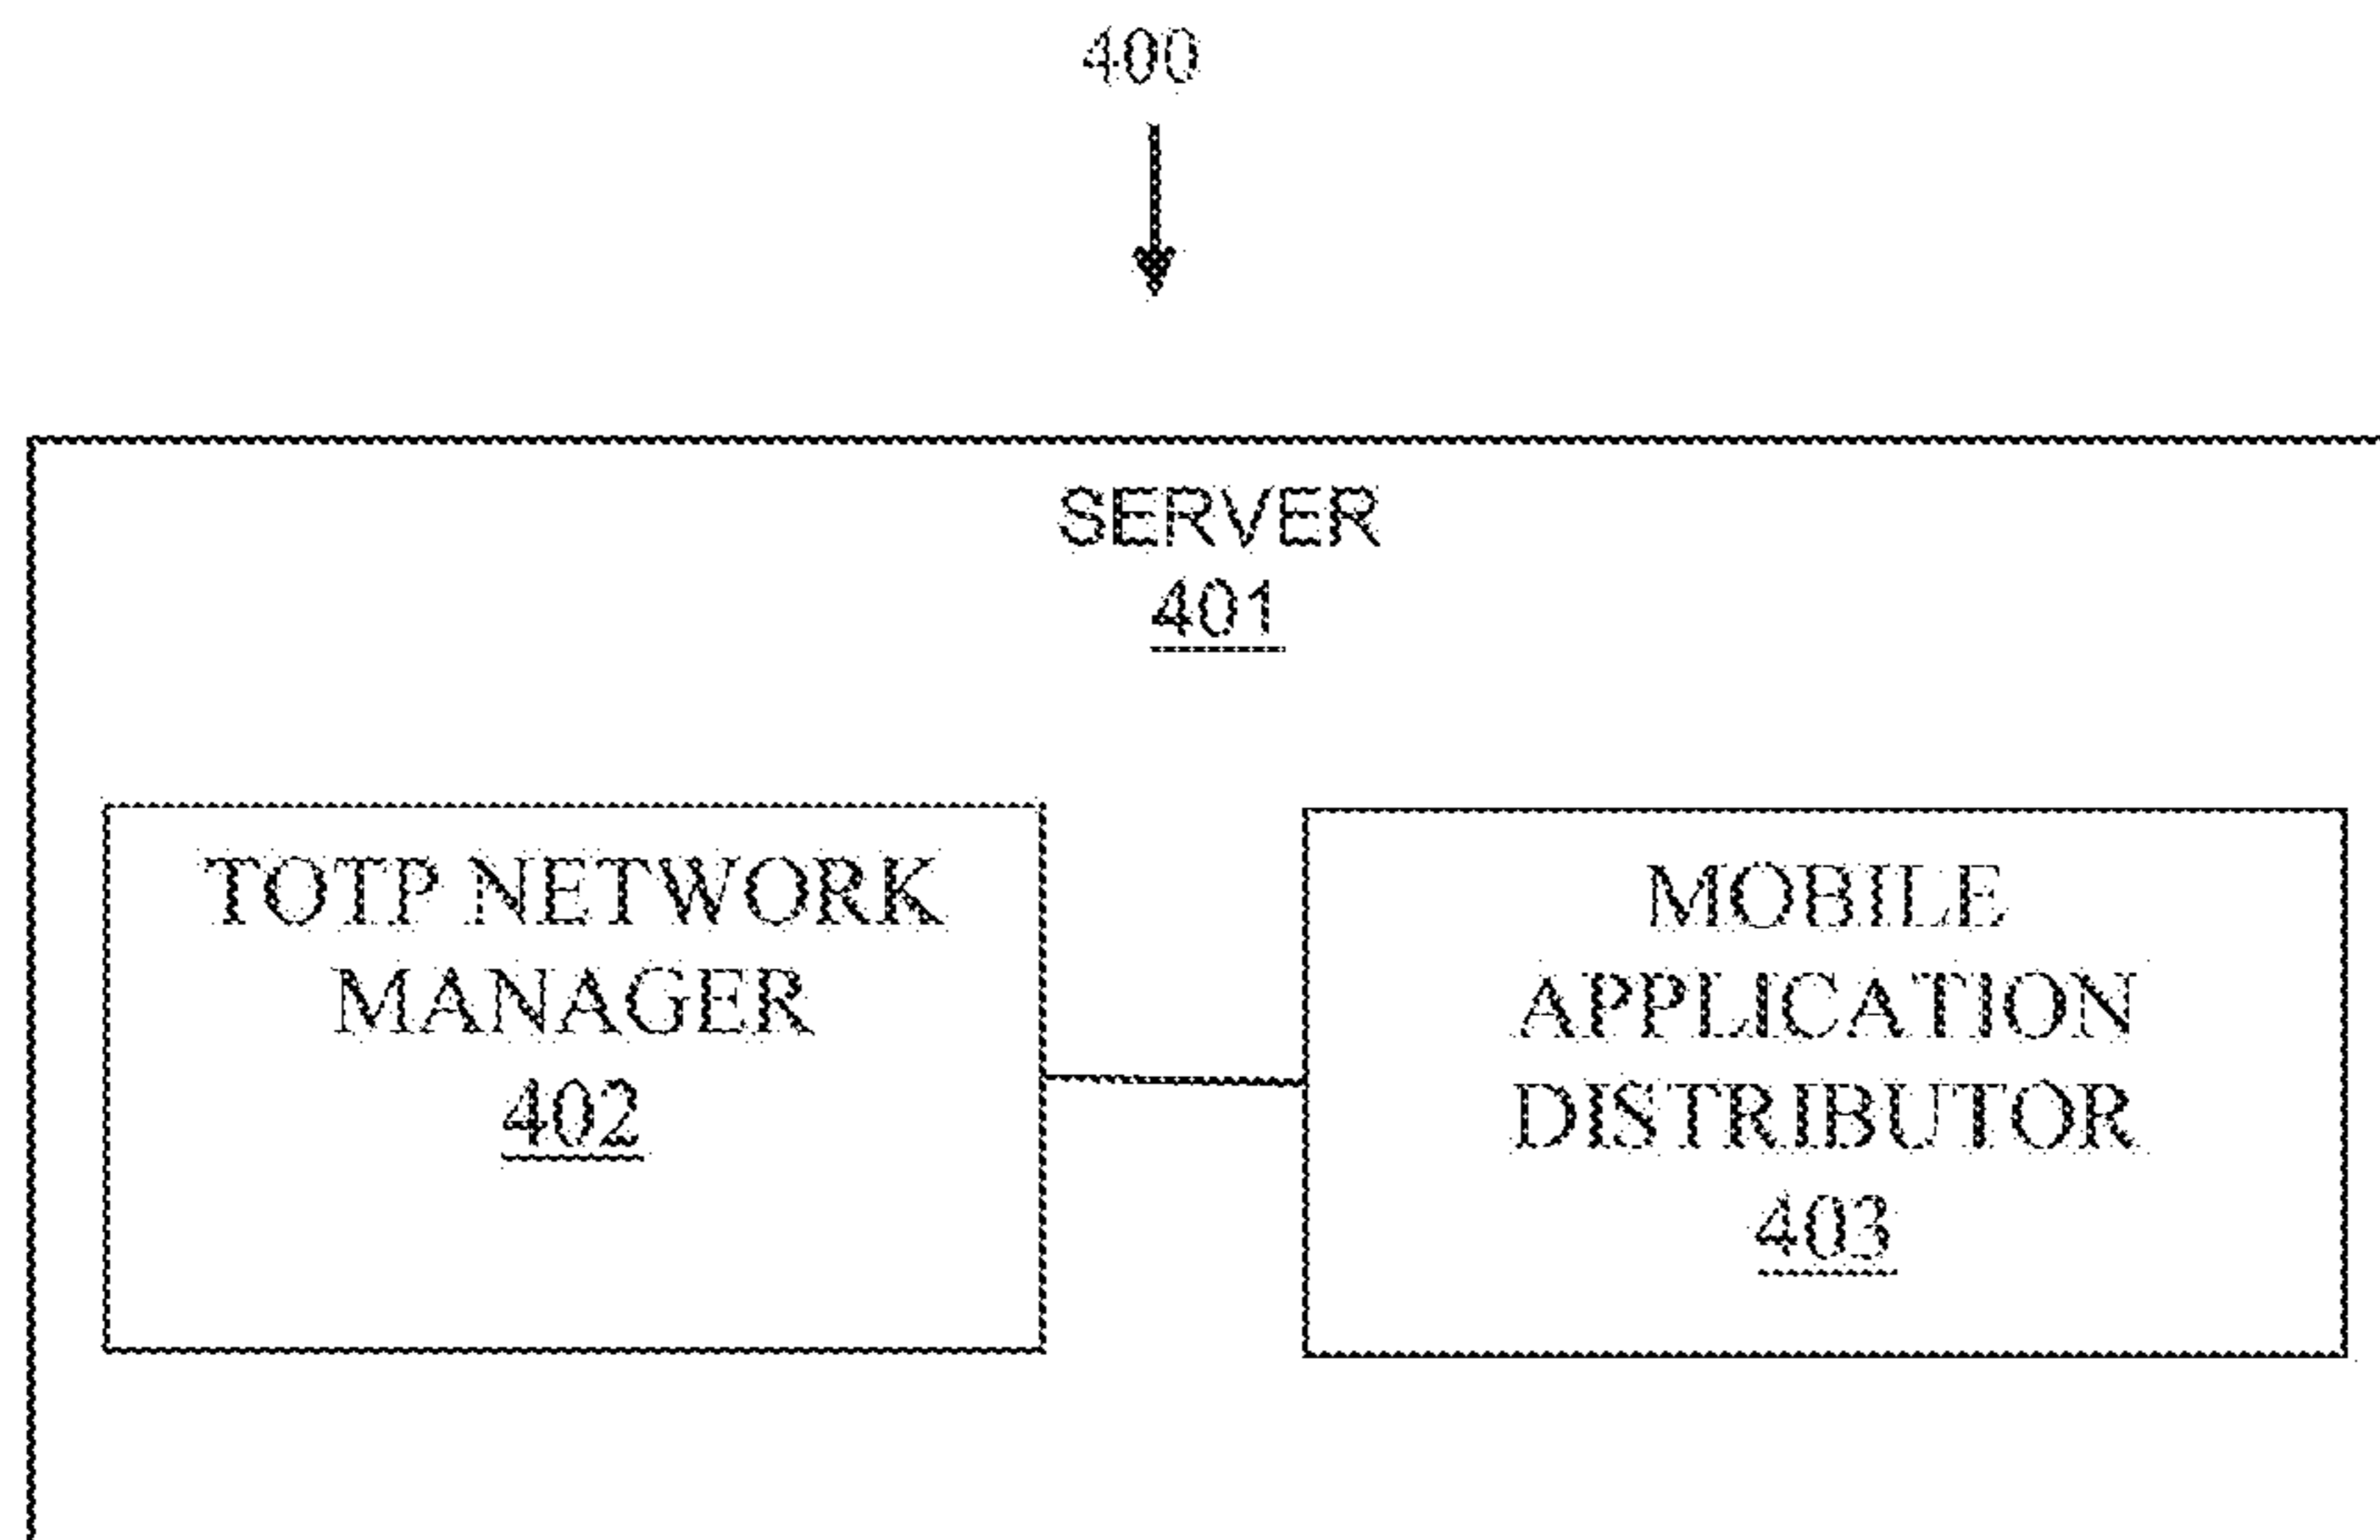 400
SERVER
401
TOTP NETWORK
MANAGER
402
MOBILE
APPLICATION
DISTRIBUTOR
403